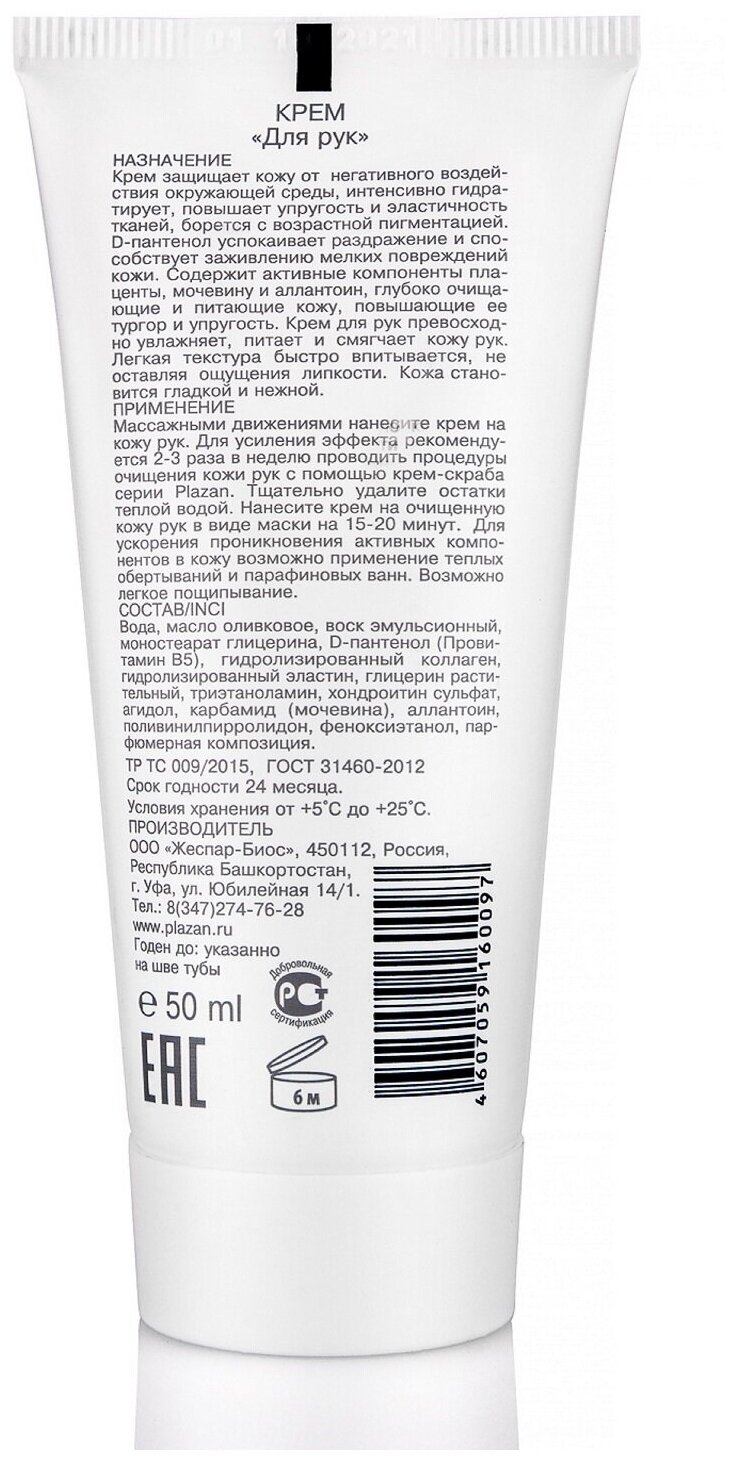 2021
КРЕМ
«Для рук»
НАЗНАЧЕНИЕ
Крем защищает кожу от негативного воздей-
ствия окружающей среды, интенсивно гидра-
тирует, повышает упругость и эластичность
тканей, борется с возрастной пигментацией.
D-пантенол успокаивает раздражение и спо-
собствует заживлению мелких повреждений
кожи. Содержит активные компоненты пла-
центы, мочевину и аллантоин, глубоко очища-
ющие и питающие кожу, повышающие ее
тургор и упругость. Крем для рук превосход-
но увлажняет, питает и смягчает кожу рук.
Легкая текстура быстро впитывается, не
оставляя ощущения липкости. Кожа стано-
вится гладкой и нежной.
ПРИМЕНЕНИЕ
Массажными движениями нанесите крем на
кожу рук. Для усиления эффекта рекоменду-
ется 2-3 раза в неделю проводить процедуры
очищения кожи рук с помощью крем-скраба
серии Plazan. Тщательно удалите остатки
теплой водой. Нанесите крем на очищенную
кожу рук в виде маски на 15-20 минут. Для
ускорения проникновения активных компо-
нентов в кожу возможно применение теплых
обертываний и парафиновых ванн. Возможно
легкое пощипывание.
СОСТАВ/INCI
Вода, масло оливковое, воск эмульсионный,
моностеарат глицерина, D-пантенол (Прови-
тамин В5), гидролизированный коллаген,
гидролизированный эластин, глицерин расти-
тельный, триэтаноламин, хондроитин сульфат,
агидол, карбамид (мочевина), аллантоин,
поливинилпирролидон, феноксиэтанол, пар-
фюмерная композиция.
ТР ТС 009/2015, ГОСТ 31460-2012
Срок годности 24 месяца.
Условия хранения от +5°С до +25°С.
ПРОИЗВОДИТЕЛЬ
ООО «Жеспар-Биос», 450112, Россия,
Республика Башкортостан,
г. Уфа, ул. Юбилейная 14/1.
Тел.: 8(347)274-76-28
www.plazan.ru
Годен до: указанно
на шве тубы
Добровольная
РСТ
сертификация
e 50 ml
EAC
6 м
4 607059 160097